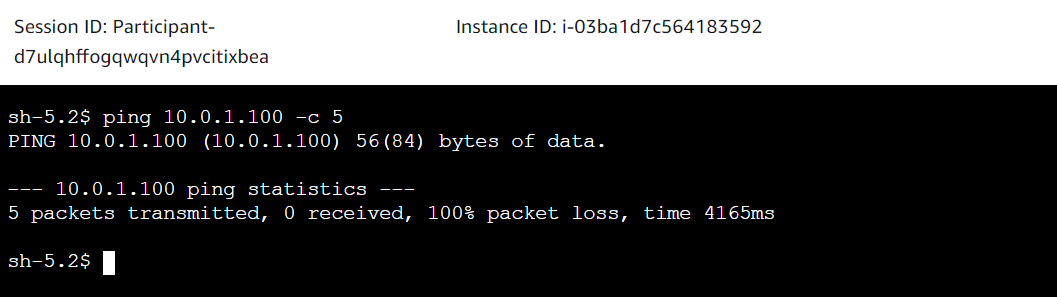 Session ID: Participant-
d7ulqhffogqwqvn4pvcitixbea
Instance ID: i-03ba1d7c564183592
sh-5.2$ ping 10.0.1.100 -c 5
PING 10.0.1.100 (10.0.1.100) 56(84) bytes of data.
--- 10.0.1.100 ping statistics ---
5 packets transmitted, 0 received, 100% packet loss, time 4165ms
sh-5.2$